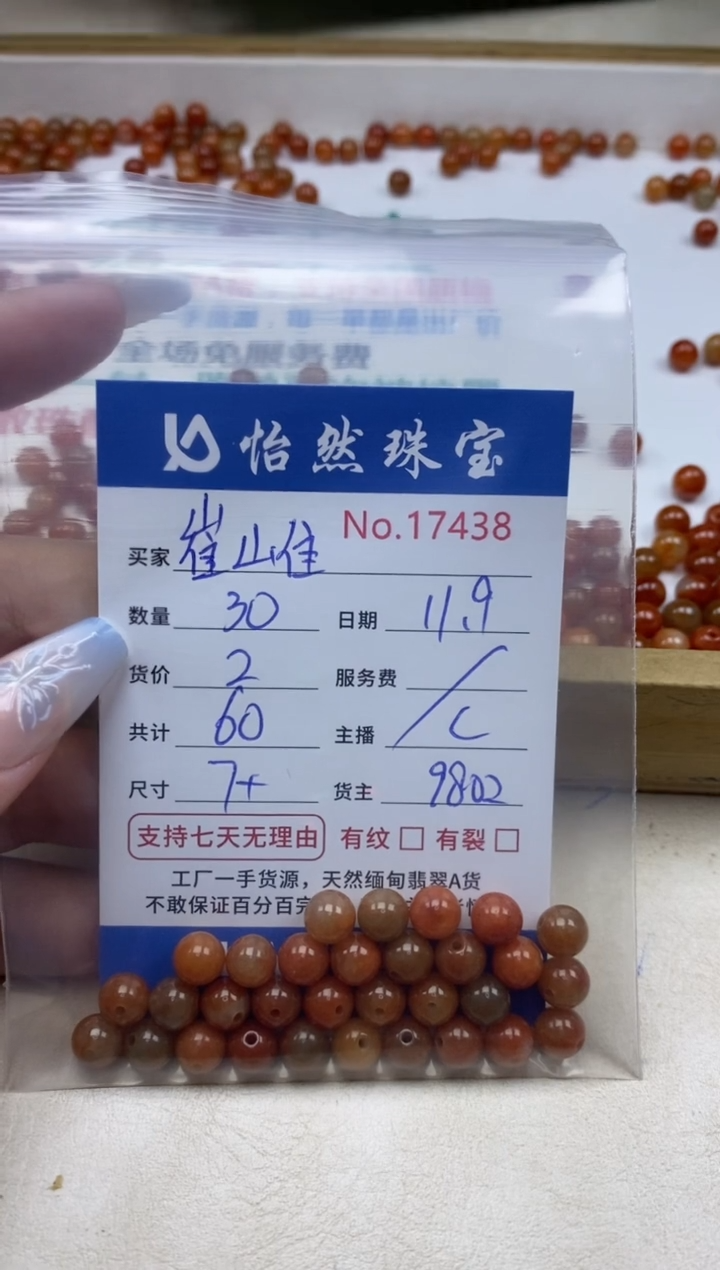 全场免服务费
怡然珠宝
No.17438
买家 崔山佳
数量 30 日期 11.9
货价 2 服务费 /
共计 60 主播 C
尺寸 7+ 货主 9802
支持七天无理由 有纹 □ 有裂 □
工厂一手货源，天然缅甸翡翠A货
不敢保证百分百完